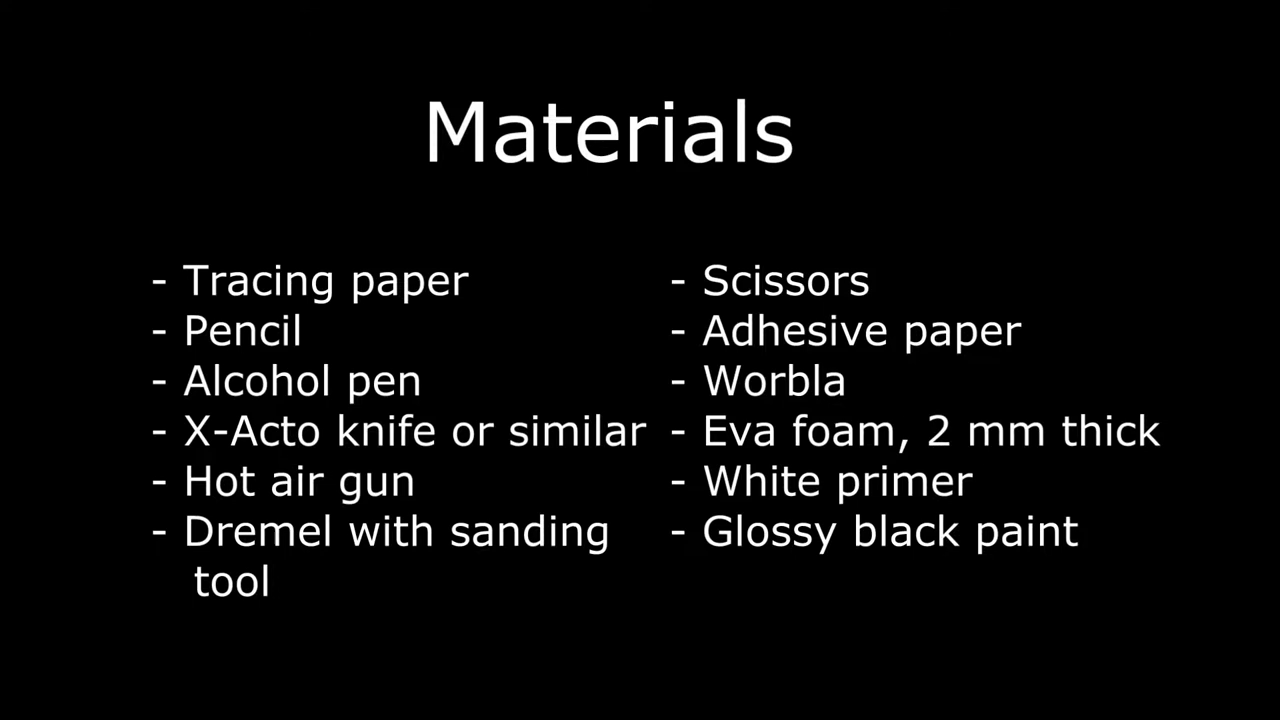 Materials
- Tracing paper
- Pencil
- Alcohol pen
- X-Acto knife or similar
- Hot air gun
- Dremel with sanding
tool
- Scissors
- Adhesive paper
- Worbla
- Eva foam, 2 mm thick
- White primer
- Glossy black paint